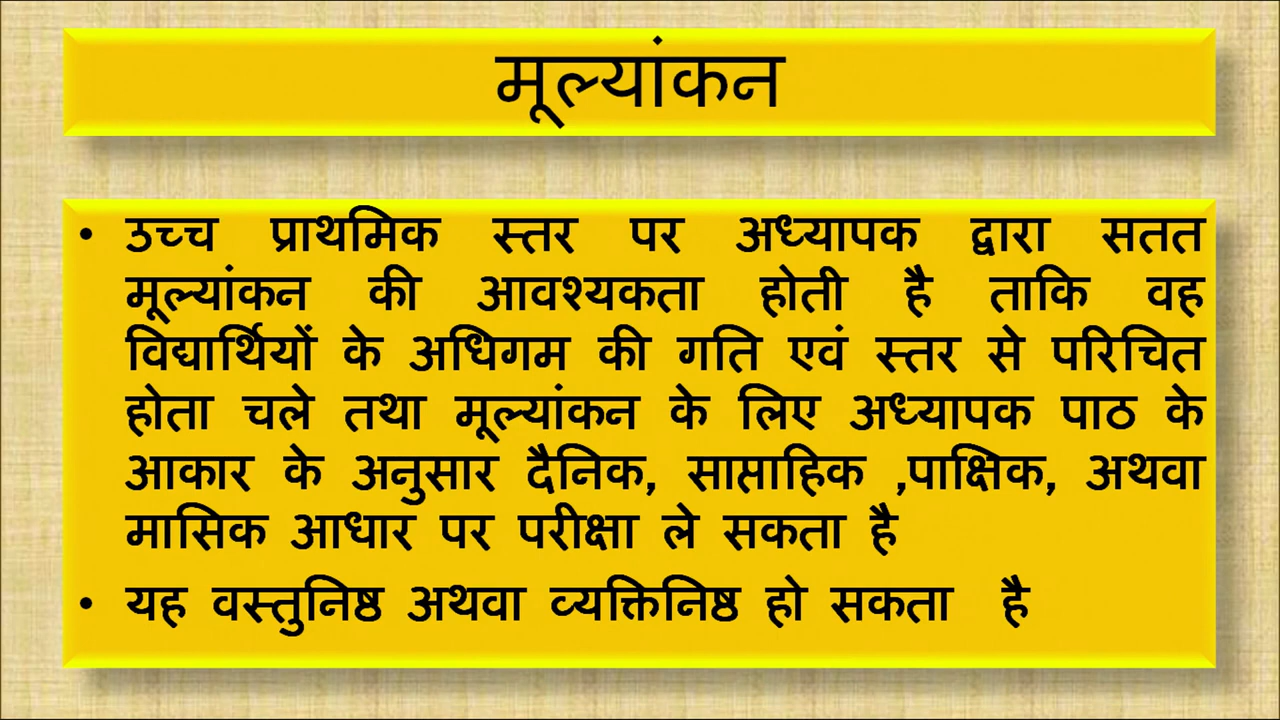 मूल्यांकन
• उच्च प्राथमिक स्तर पर अध्यापक द्वारा सतत
मूल्यांकन की आवश्यकता होती है ताकि वह
विद्यार्थियों के अधिगम की गति एवं स्तर से परिचित
होता चले तथा मूल्यांकन के लिए अध्यापक पाठ के
आकार के अनुसार दैनिक, साप्ताहिक ,पाक्षिक, अथवा
मासिक आधार पर परीक्षा ले सकता है
• यह वस्तुनिष्ठ अथवा व्यक्तिनिष्ठ हो सकता है